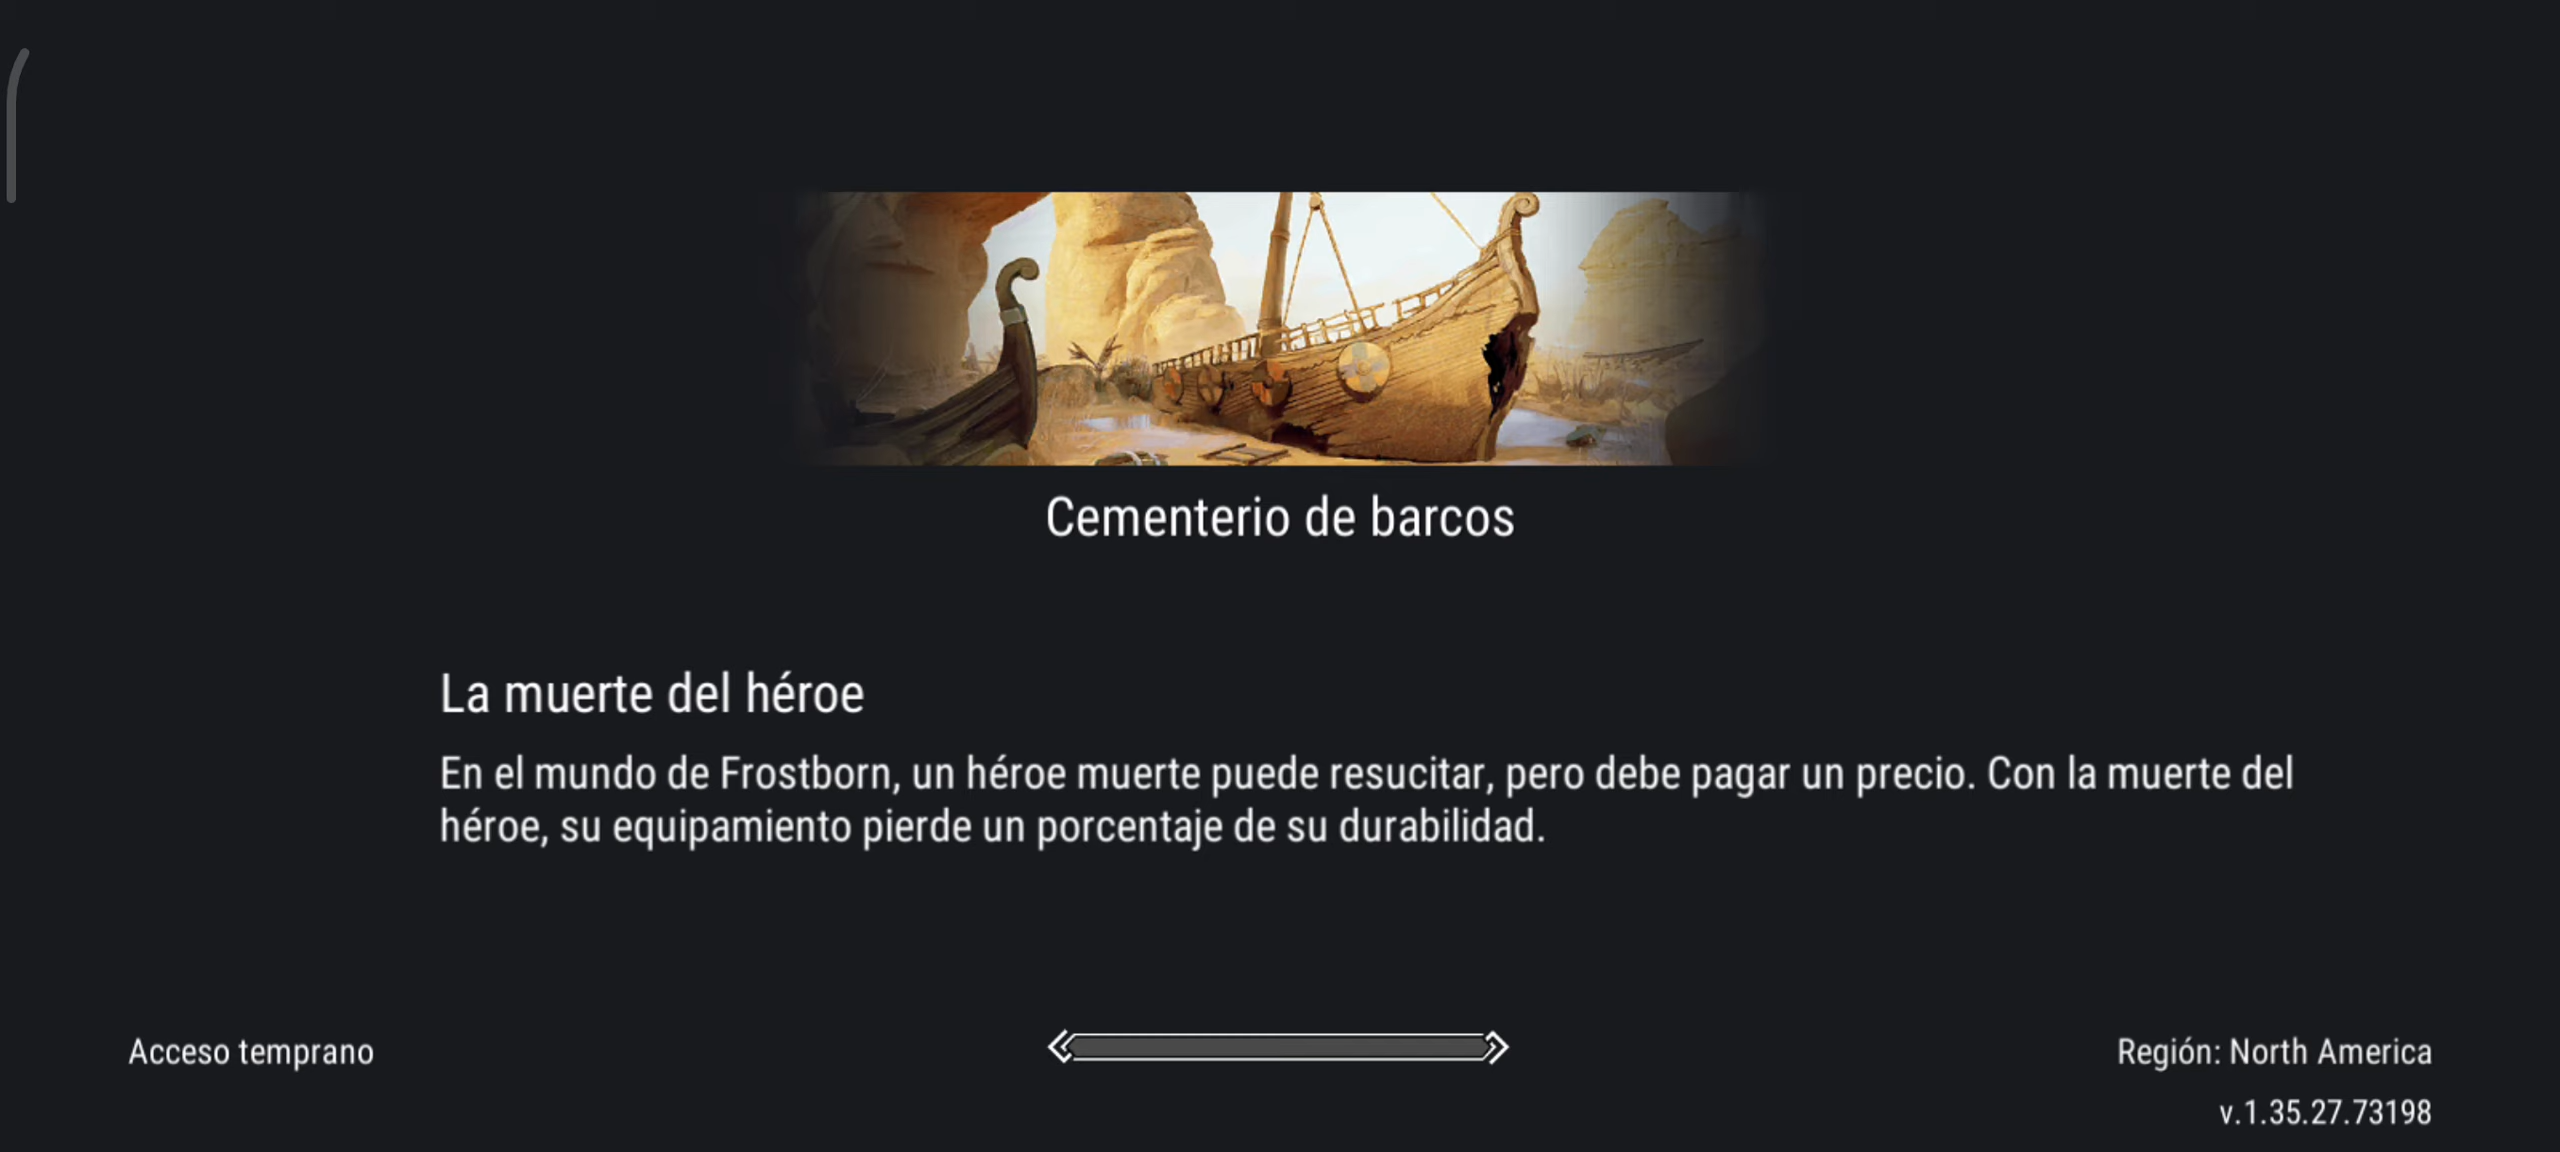 Cementerio de barcos
La muerte del héroe
En el mundo de Frostborn, un héroe muerte puede resucitar, pero debe pagar un precio. Con la muerte del
héroe, su equipamiento pierde un porcentaje de su durabilidad.
Acceso temprano
Región: North America
v.1.35.27.73198